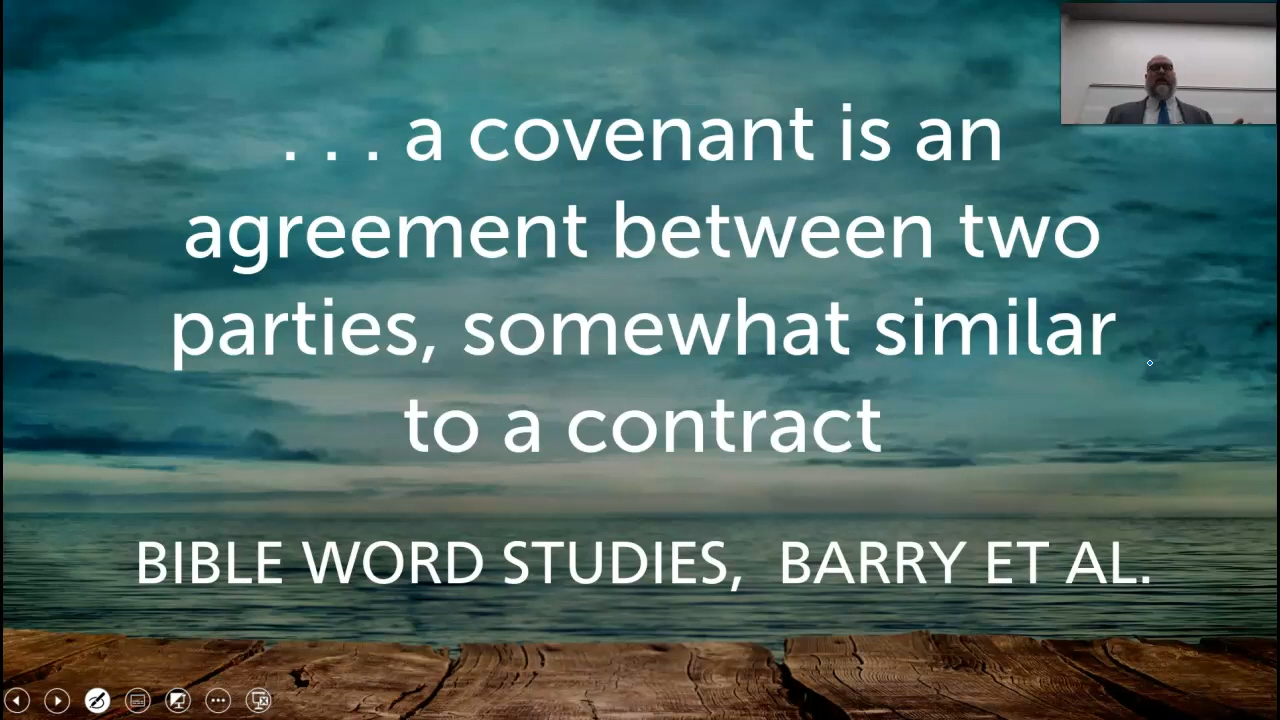 . . . a covenant is an
agreement between two
parties, somewhat similar
to a contract
BIBLE WORD STUDIES, BARRY ET AL.